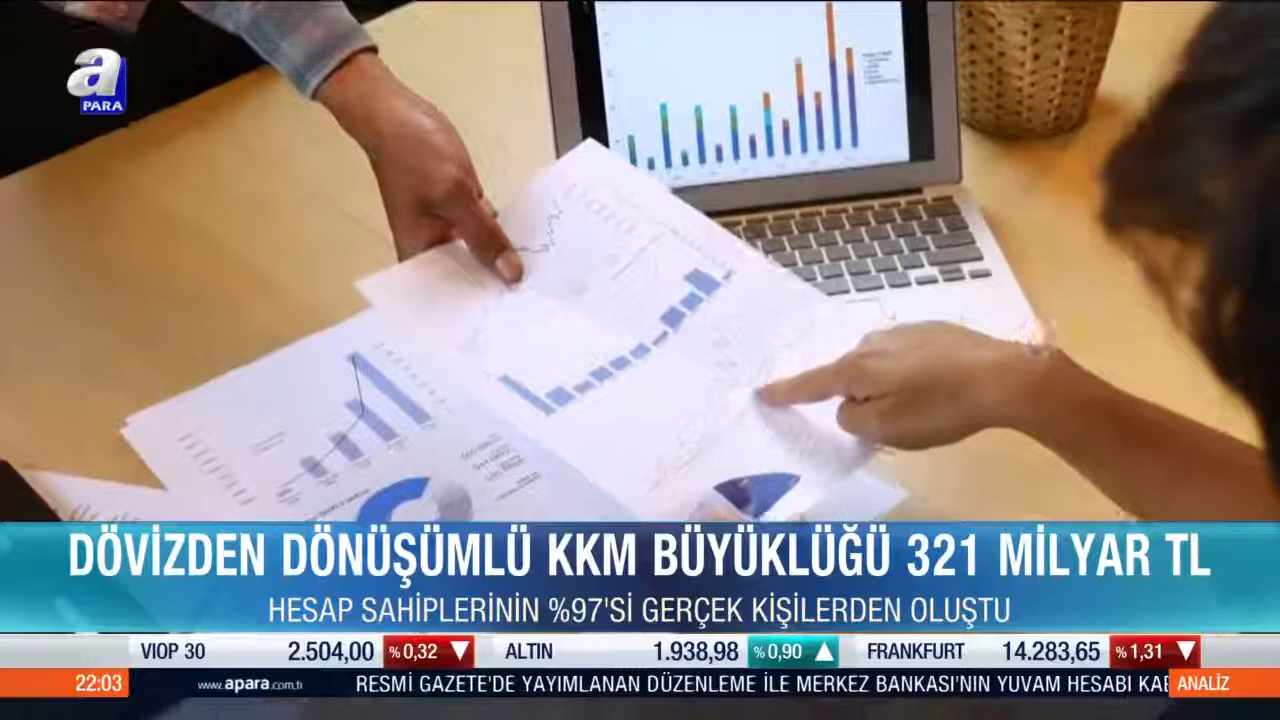 a
PARA
DÖVİZDEN DÖNÜŞÜMLÜ KKM BÜYÜKLÜĞÜ 321 MİLYAR TL
HESAP SAHİPLERİNİN %97'Sİ GERÇEK KİŞİLERDEN OLUŞTU
VIOP 30 2.504,00 %0,32 ▼ ALTIN 1.938,98 %0,90 ▲ FRANKFURT 14.283,65 %1,31 ▼
22:03 www.apara.com.tr RESMİ GAZETE'DE YAYIMLANAN DÜZENLEME İLE MERKEZ BANKASI'NIN YUVAM HESABI ANALİZ